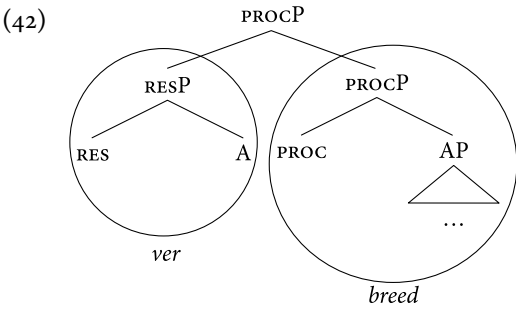 (42)
PROCP
RESP PROCP
RES A PROC AP
...
ver
breed